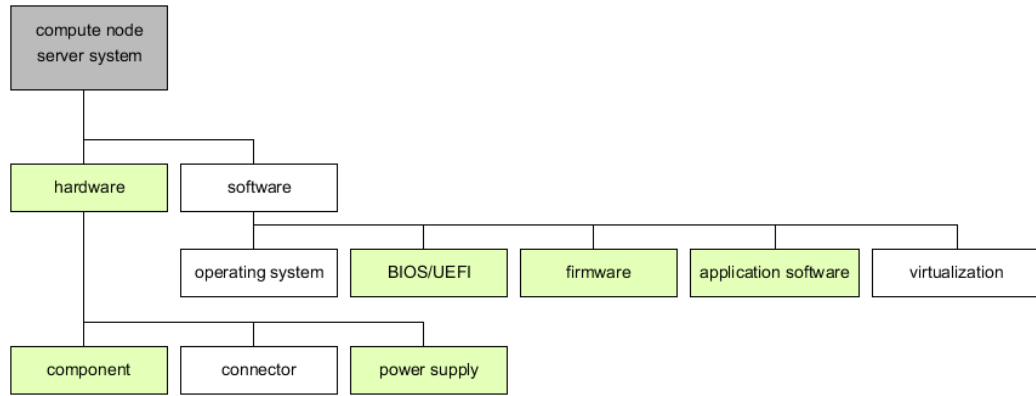 compute node
server system
hardware
software
operating system
BIOS/UEFI
firmware
application software
virtualization
component
connector
power supply